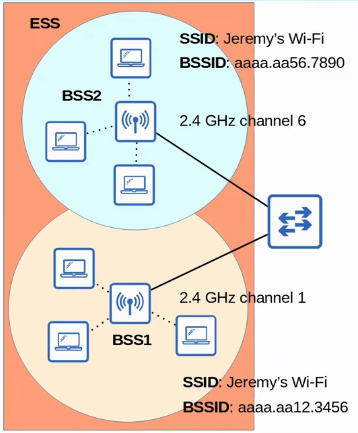 ESS
SSID: Jeremy's Wi-Fi
BSSID: aaaa.aa56.7890
BSS2
2.4 GHz channel 6
2.4 GHz channel 1
BSS1
SSID: Jeremy's Wi-Fi
BSSID: aaaa.aa12.3456